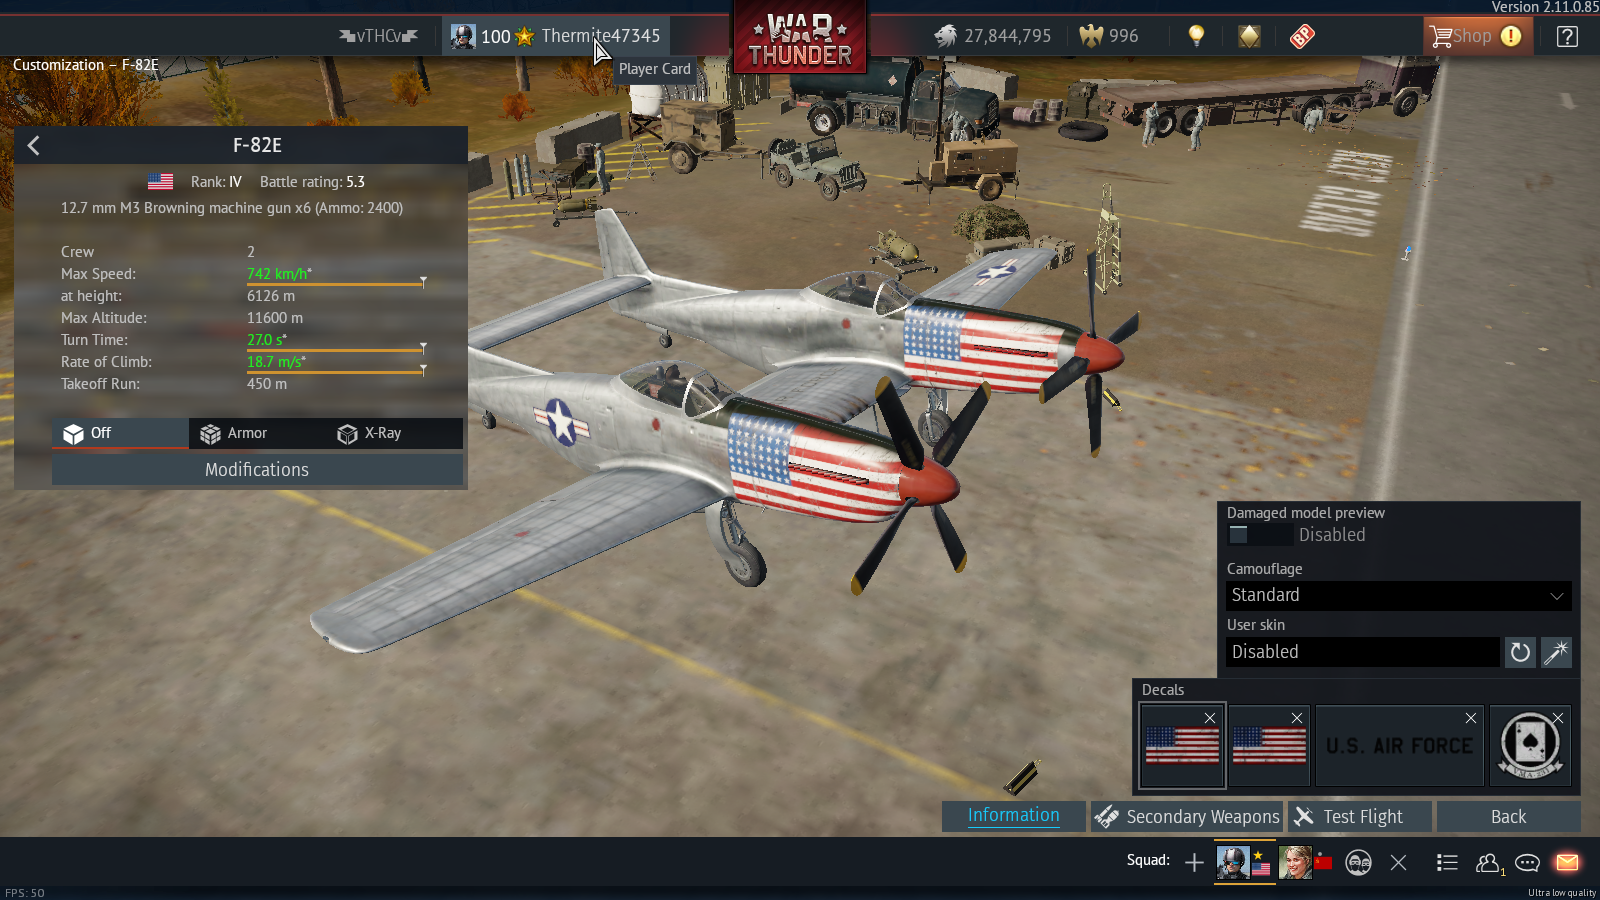 Version 2.11.0.85
vTHCv
100
Thermite47345
WAR
THUNDER
27,844,795
996
BP
Shop
!
?
Customization – F-82E
Player Card
F-82E
Rank: IV
Battle rating: 5.3
12.7 mm M3 Browning machine gun x6 (Ammo: 2400)
Crew 2
Max Speed: 742 km/h*
at height: 6126 m
Max Altitude: 11600 m
Turn Time: 27.0 s*
Rate of Climb: 18.7 m/s*
Takeoff Run: 450 m
Off
Armor
X-Ray
Modifications
Damaged model preview
Disabled
Camouflage
Standard
User skin
Disabled
Decals
U.S. AIR FORCE
Information
Secondary Weapons
Test Flight
Back
Squad:
1
FPS: 50
Ultra low quality